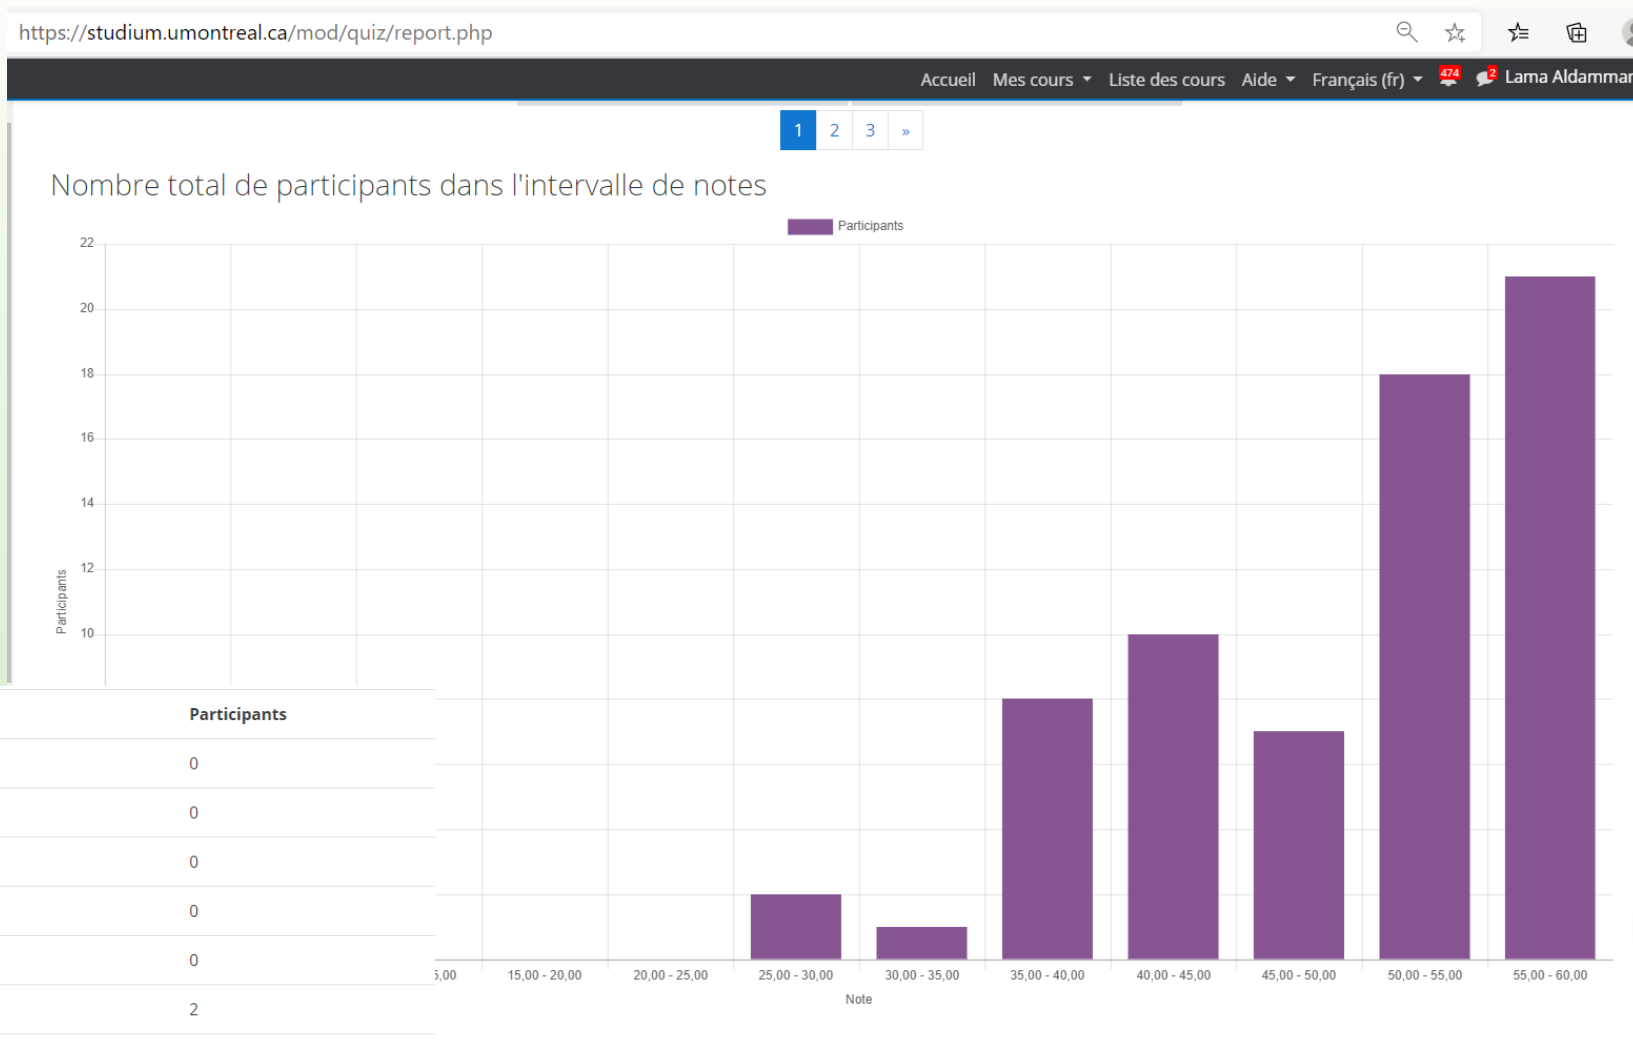 https://studium.umontreal.ca/mod/quiz/report.php
Accueil Mes cours Liste des cours Aide Français (fr) 474 2 Lama Aldamman
1 2 3 »
Nombre total de participants dans l'intervalle de notes
Participants
22
20
18
16
14
12
10
Participants
Participants
0
0
0
0
0
2
5,00 15,00 - 20,00 20,00 - 25,00 25,00 - 30,00 30,00 - 35,00 35,00 - 40,00 40,00 - 45,00 45,00 - 50,00 50,00 - 55,00 55,00 - 60,00
Note